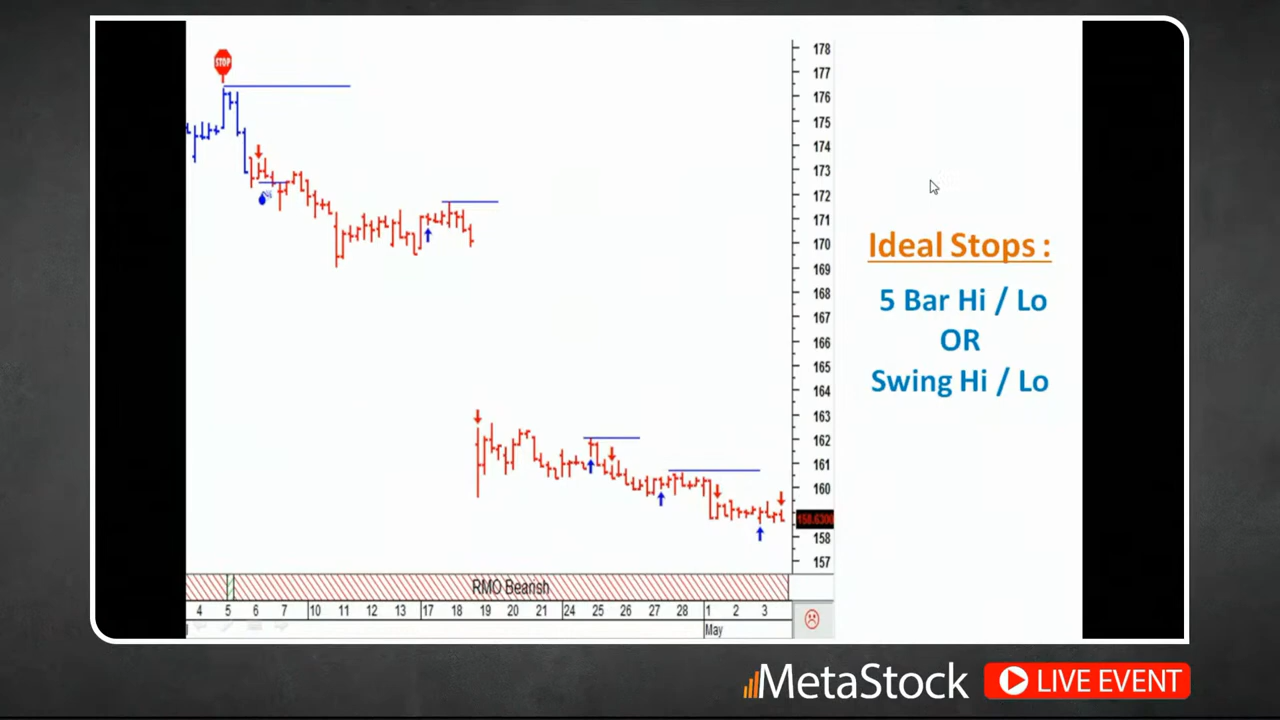 STOP
178
177
176
175
174
173
172
171
170
169
168
167
166
165
164
163
162
161
160
158.6300
158
157
Ideal Stops :
5 Bar Hi / Lo
OR
Swing Hi / Lo
RMO Bearish
4 5 6 7 10 11 12 13 17 18 19 20 21 24 25 26 27 28 1 2 3
May
MetaStock
LIVE EVENT